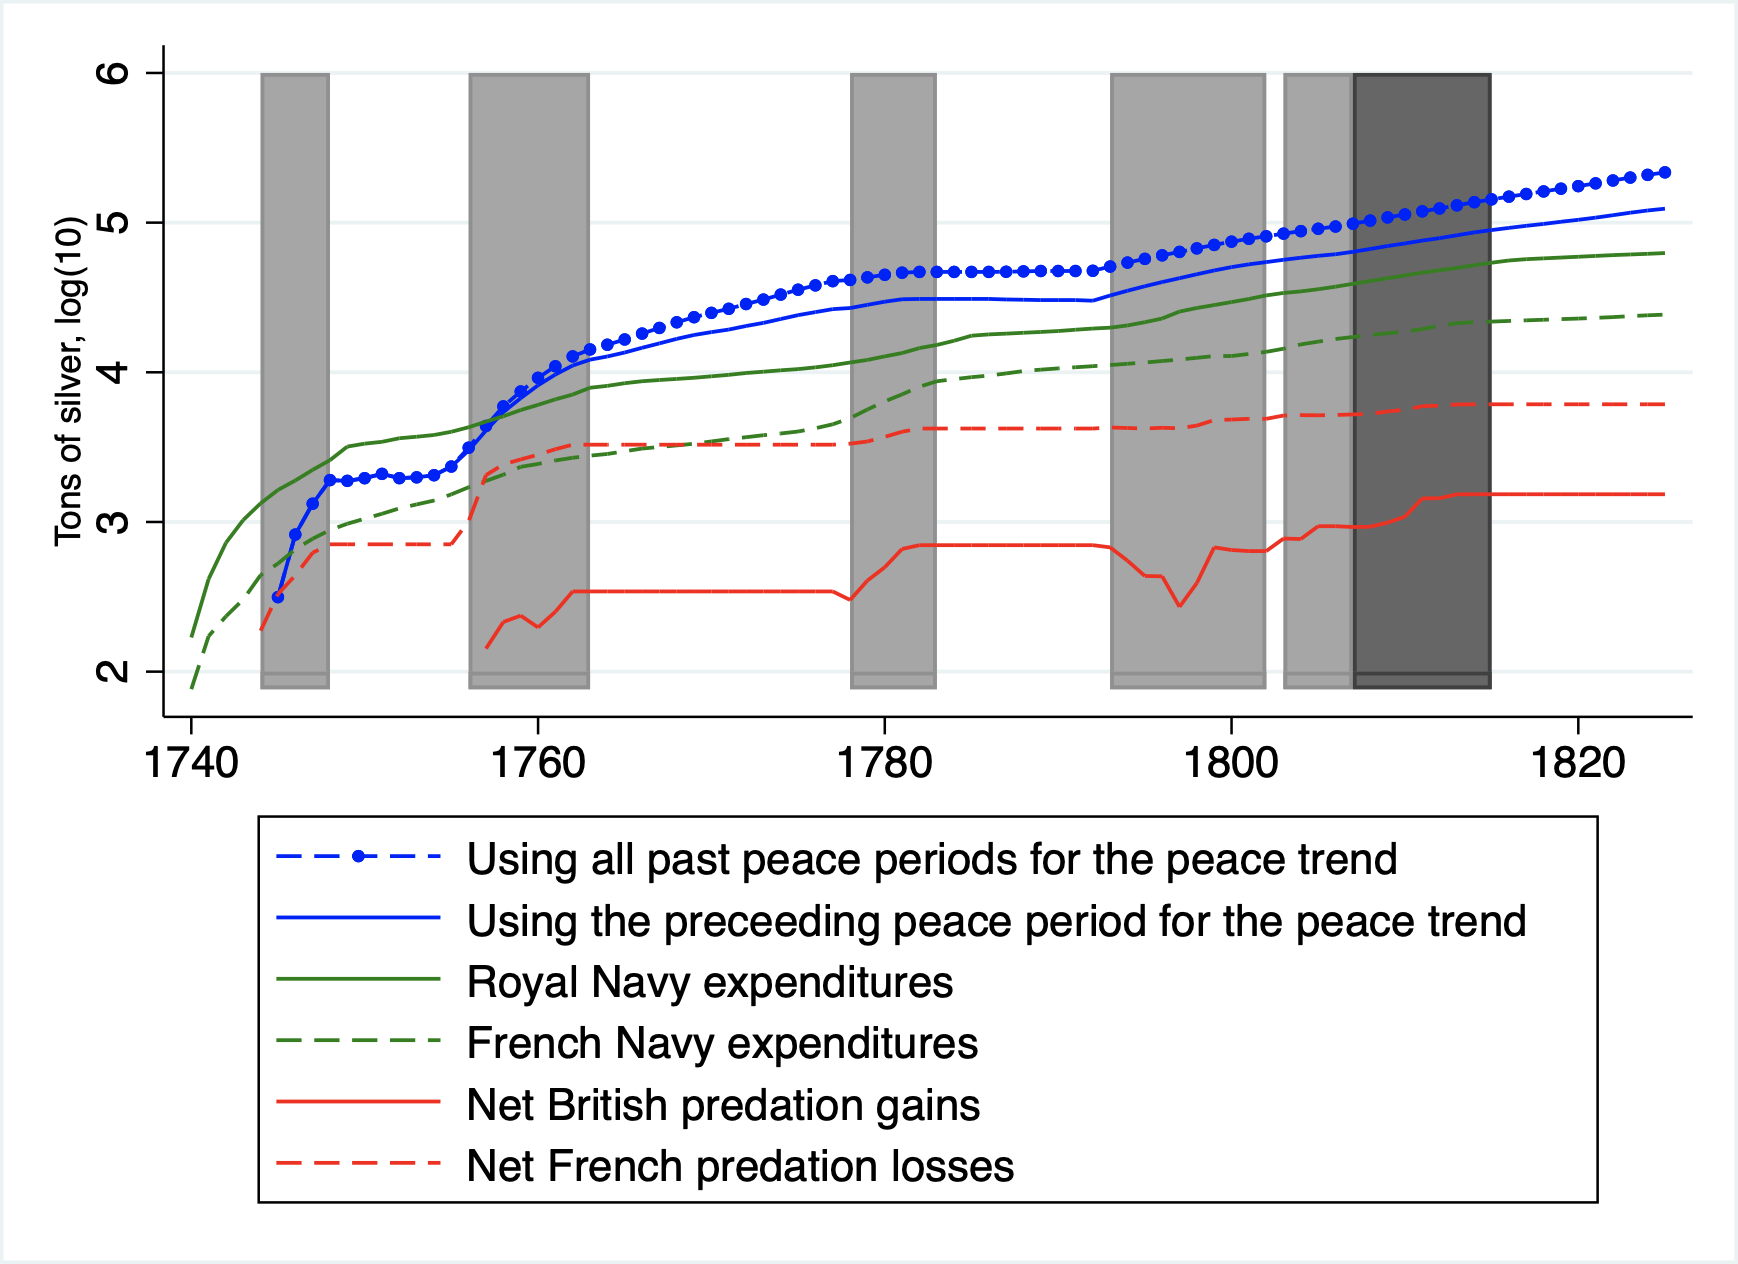 Tons of silver, log(10)
6
5
4
3
2
1740 1760 1780 1800 1820
Using all past peace periods for the peace trend
Using the preceeding peace period for the peace trend
Royal Navy expenditures
French Navy expenditures
Net British predation gains
Net French predation losses